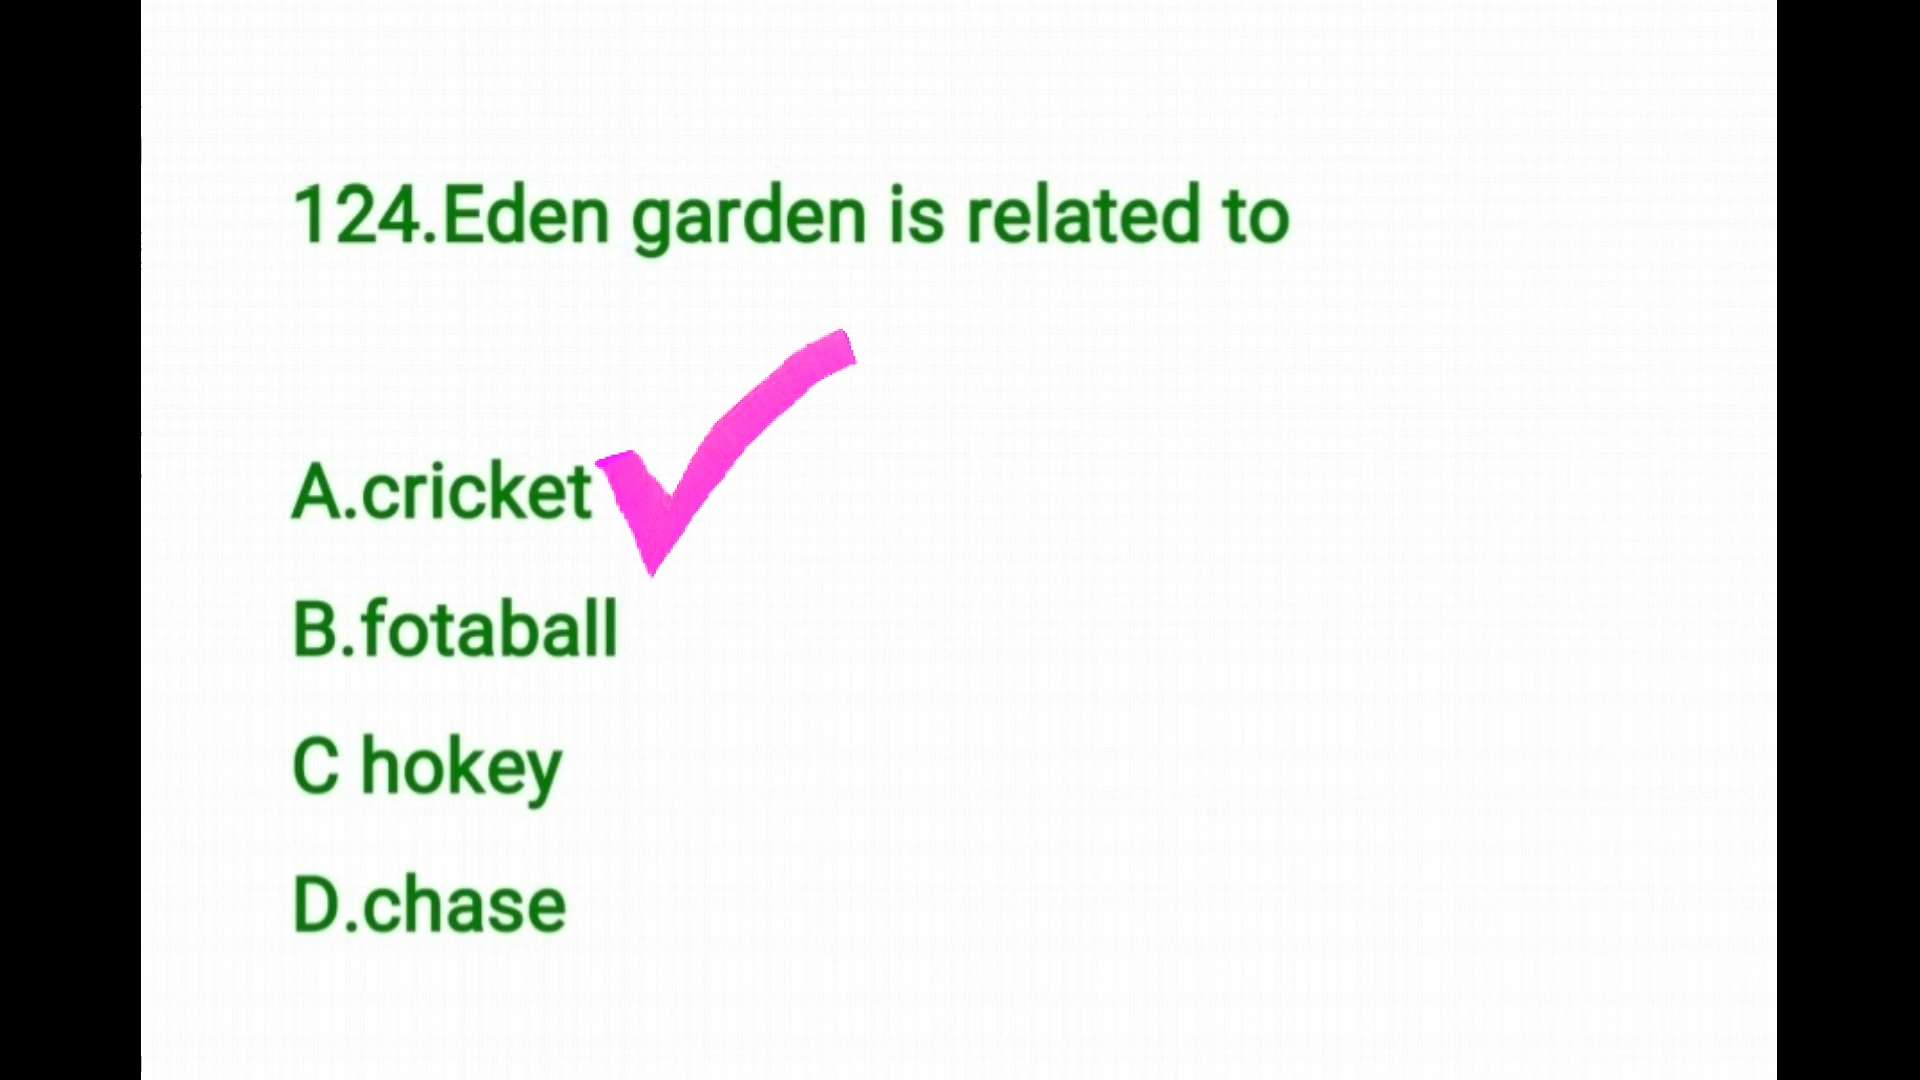 124.Eden garden is related to
A.cricket
B.fotaball
C hokey
D.chase